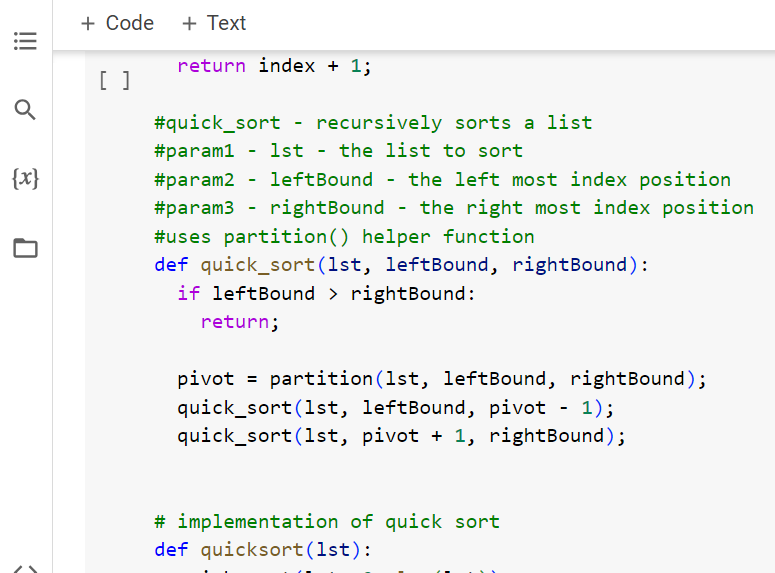 + Code + Text
return index + 1;
[ ]
#quick_sort - recursively sorts a list
#param1 - lst - the list to sort
#param2 - leftBound - the left most index position
#param3 - rightBound - the right most index position
{x}
#uses partition() helper function
def quick_sort(lst, leftBound, rightBound):
if leftBound > rightBound:
return;
pivot = partition(lst, leftBound, rightBound);
quick_sort(lst, leftBound, pivot - 1);
quick_sort(lst, pivot + 1, rightBound);
# implementation of quick sort
def quicksort(lst):